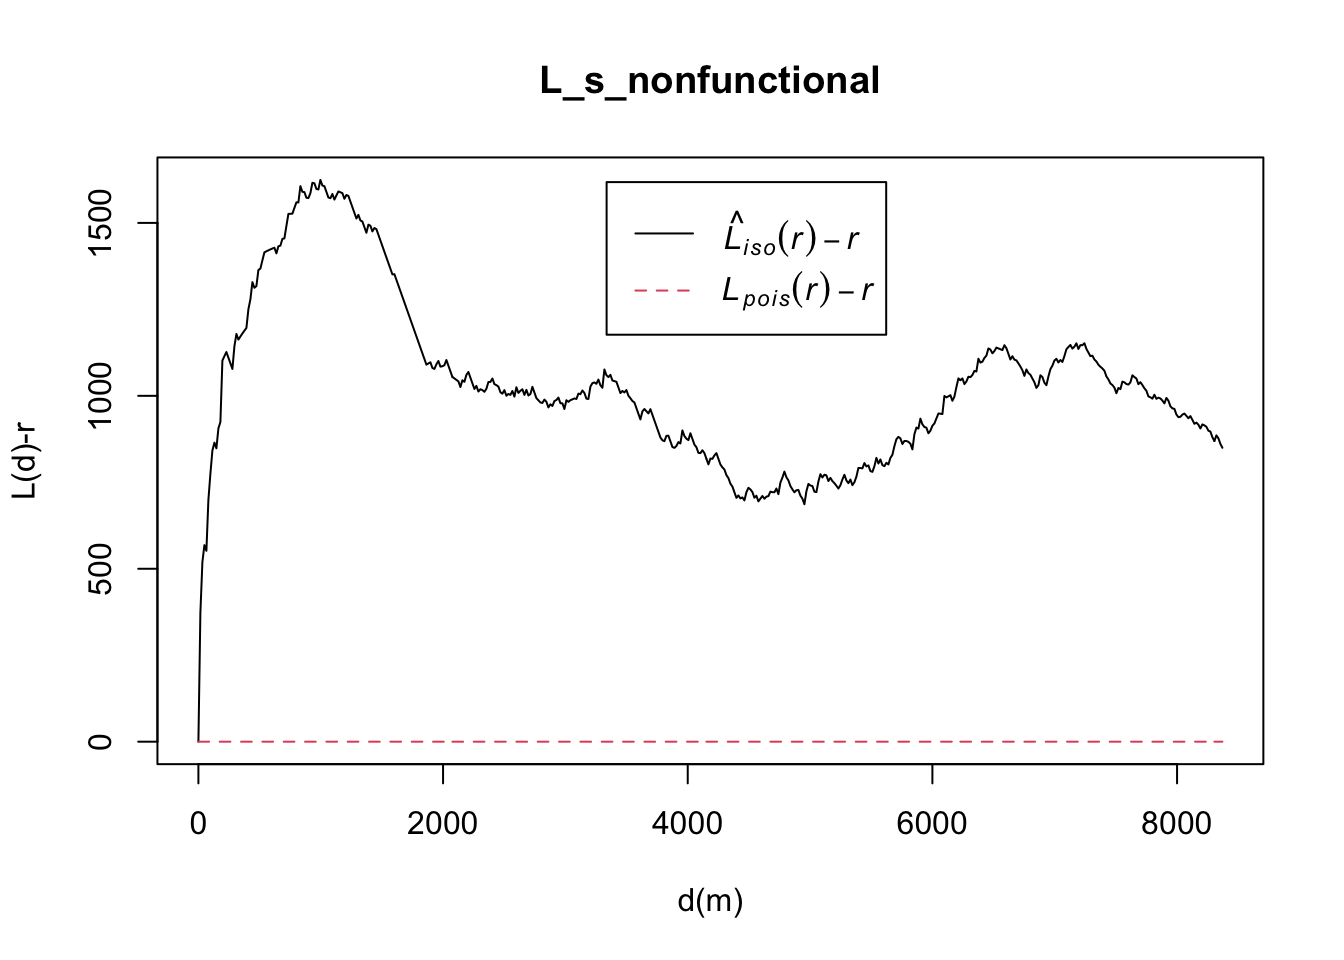 L_s_nonfunctional
L̂iso(r) – r
Lpois(r) – r
L(d)-r
1500
1000
500
0
0 2000 4000 6000 8000
d(m)